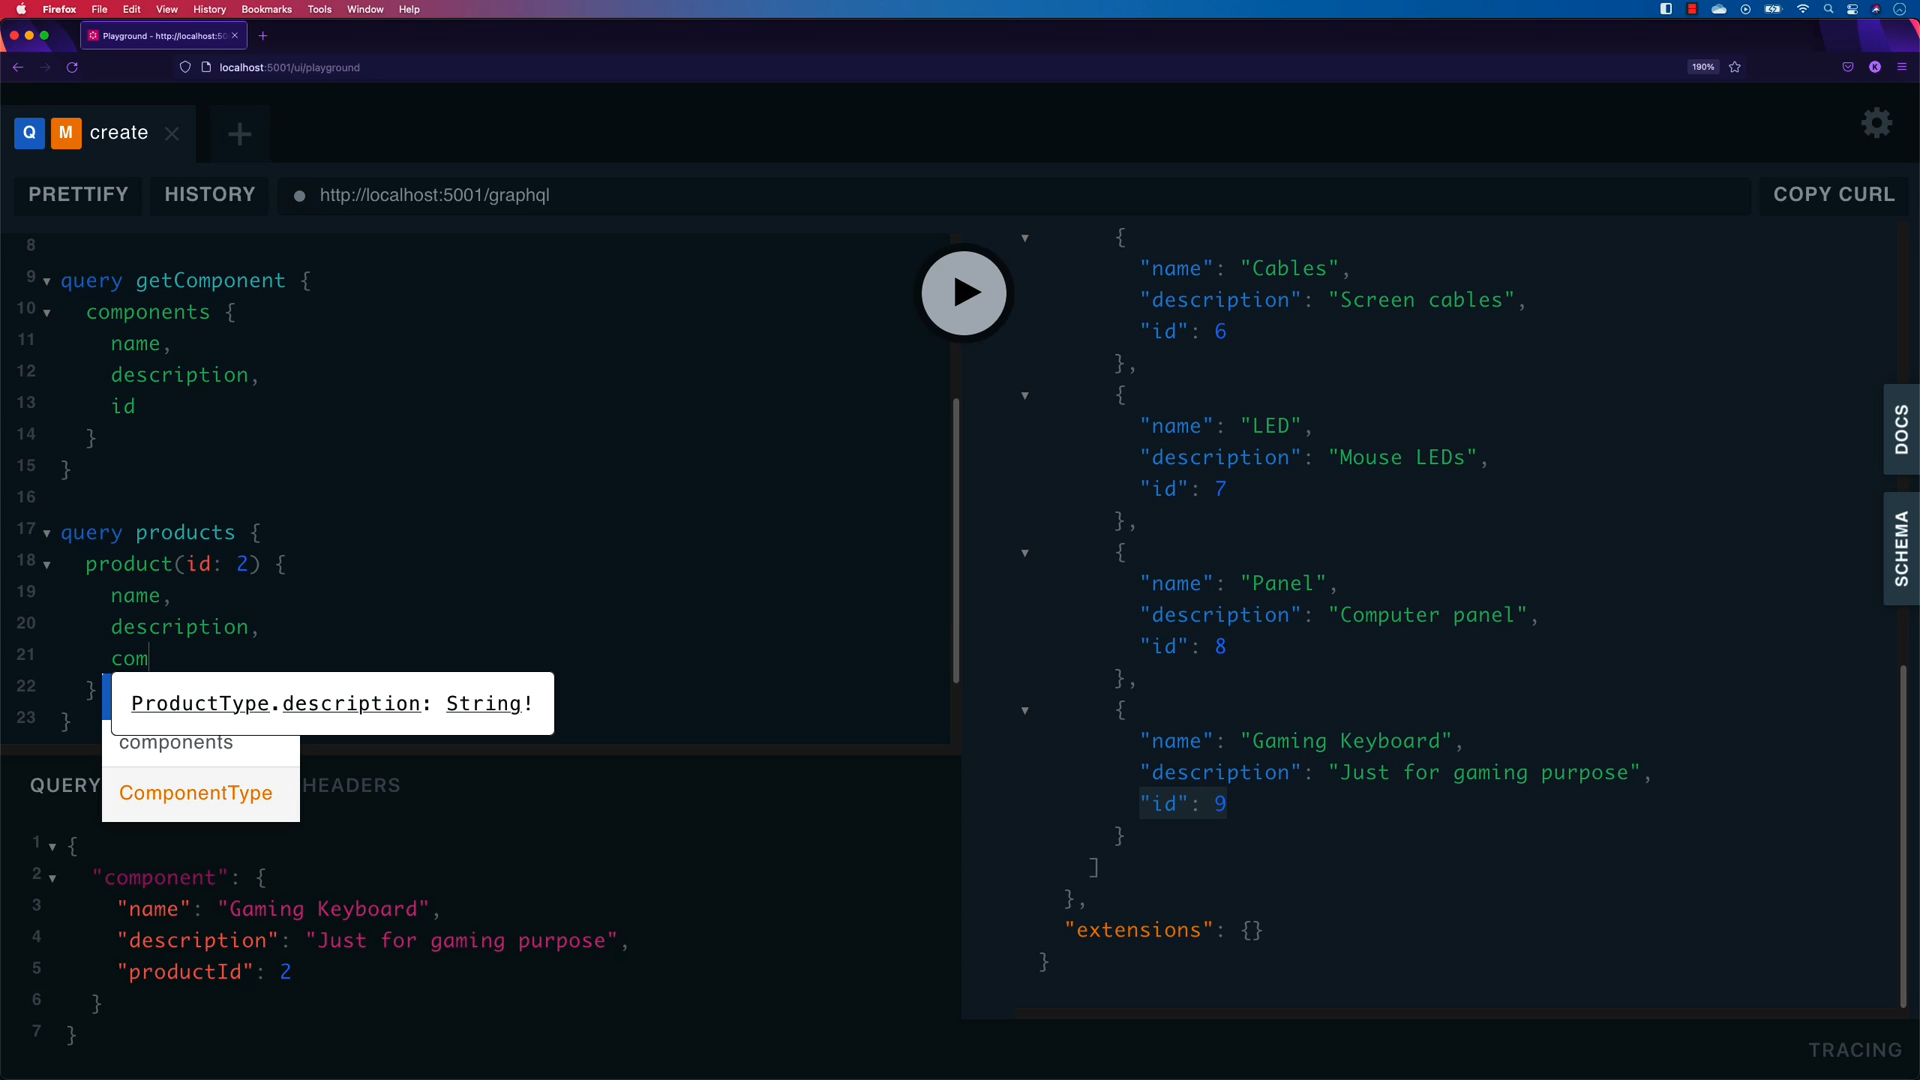 Firefox File Edit View History Bookmarks Tools Window Help
Playground - http://localhost:50
localhost:5001/ui/playground
190%
K
Q M create
PRETTIFY HISTORY http://localhost:5001/graphql COPY CURL
8
9 query getComponent {
10 components {
11 name,
12 description,
13 id
14 }
15 }
16
17 query products {
18 product(id: 2) {
19 name,
20 description,
21 com
22 }
23 }
ProductType.description: String!
components
ComponentType
QUERY HEADERS
1 {
2 "component": {
3 "name": "Gaming Keyboard",
4 "description": "Just for gaming purpose",
5 "productId": 2
6 }
7 }
{
"name": "Cables",
"description": "Screen cables",
"id": 6
},
{
"name": "LED",
"description": "Mouse LEDs",
"id": 7
},
{
"name": "Panel",
"description": "Computer panel",
"id": 8
},
{
"name": "Gaming Keyboard",
"description": "Just for gaming purpose",
"id": 9
}
]
},
"extensions": {}
}
DOCS
SCHEMA
TRACING